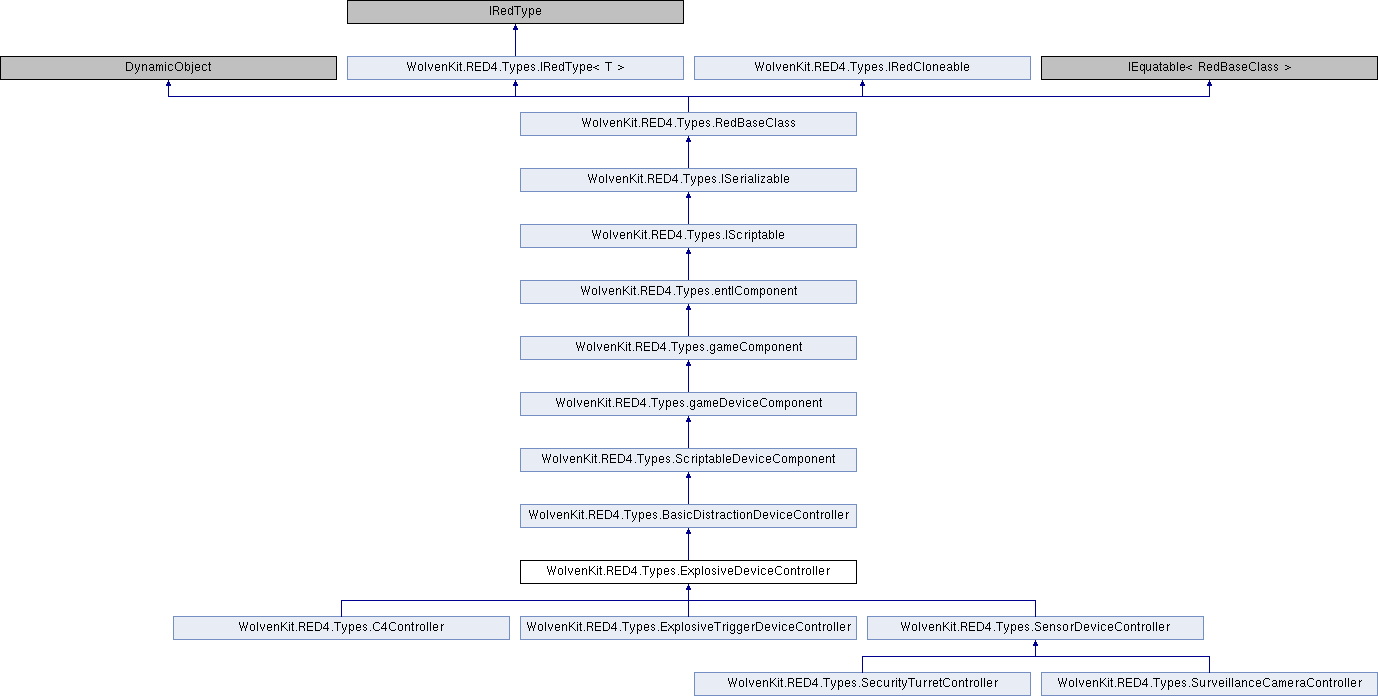 IRedType
DynamicObject
WolvenKit.RED4.Types.IRedType< T >
WolvenKit.RED4.Types.IRedCloneable
IEquatable< RedBaseClass >
WolvenKit.RED4.Types.RedBaseClass
WolvenKit.RED4.Types.ISerializable
WolvenKit.RED4.Types.IScriptable
WolvenKit.RED4.Types.entIComponent
WolvenKit.RED4.Types.gameComponent
WolvenKit.RED4.Types.gameDeviceComponent
WolvenKit.RED4.Types.ScriptableDeviceComponent
WolvenKit.RED4.Types.BasicDistractionDeviceController
WolvenKit.RED4.Types.ExplosiveDeviceController
WolvenKit.RED4.Types.C4Controller
WolvenKit.RED4.Types.ExplosiveTriggerDeviceController
WolvenKit.RED4.Types.SensorDeviceController
WolvenKit.RED4.Types.SecurityTurretController
WolvenKit.RED4.Types.SurveillanceCameraController